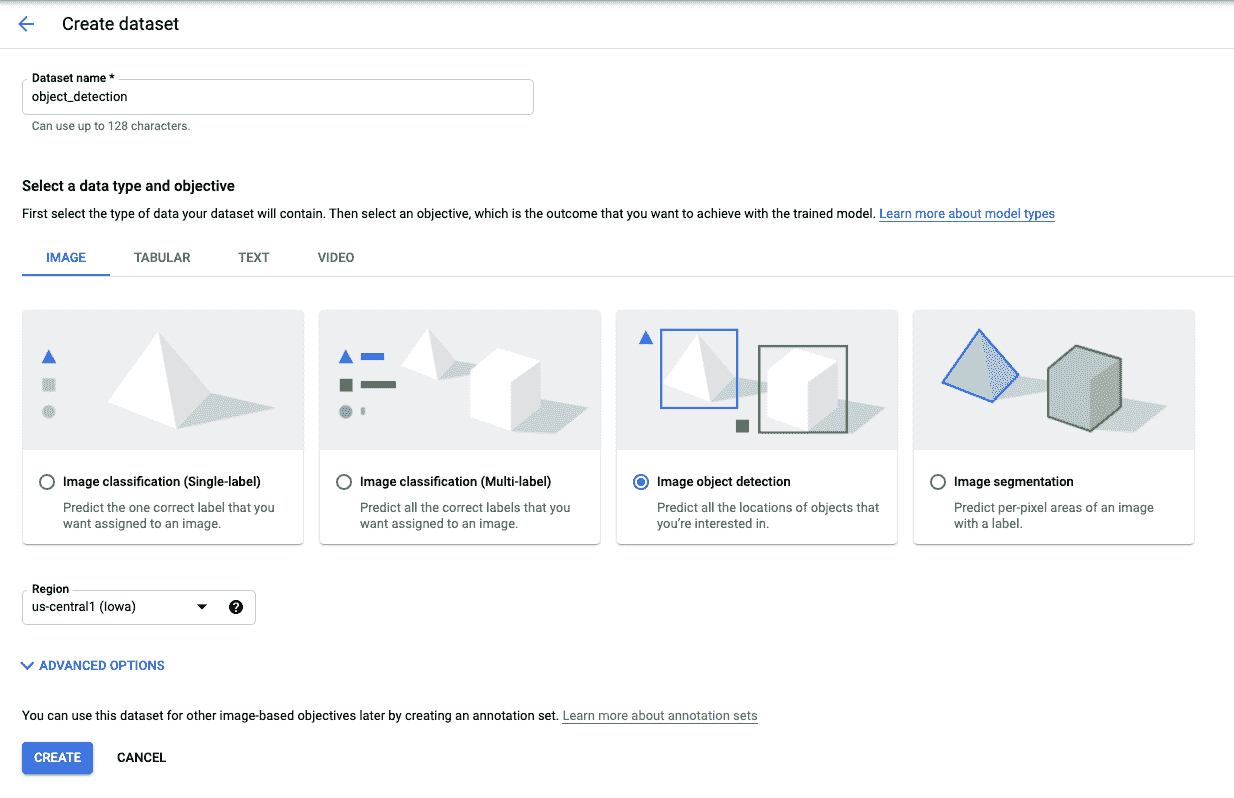 Create dataset
Dataset name *
object_detection
Can use up to 128 characters.
Select a data type and objective
First select the type of data your dataset will contain. Then select an objective, which is the outcome that you want to achieve with the trained model. Learn more about model types
IMAGE TABULAR TEXT VIDEO
Image classification (Single-label)
Predict the one correct label that you
want assigned to an image.
Image classification (Multi-label)
Predict all the correct labels that you
want assigned to an image.
Image object detection
Predict all the locations of objects that
you're interested in.
Image segmentation
Predict per-pixel areas of an image
with a label.
Region
us-central1 (Iowa)
ADVANCED OPTIONS
You can use this dataset for other image-based objectives later by creating an annotation set. Learn more about annotation sets
CREATE CANCEL